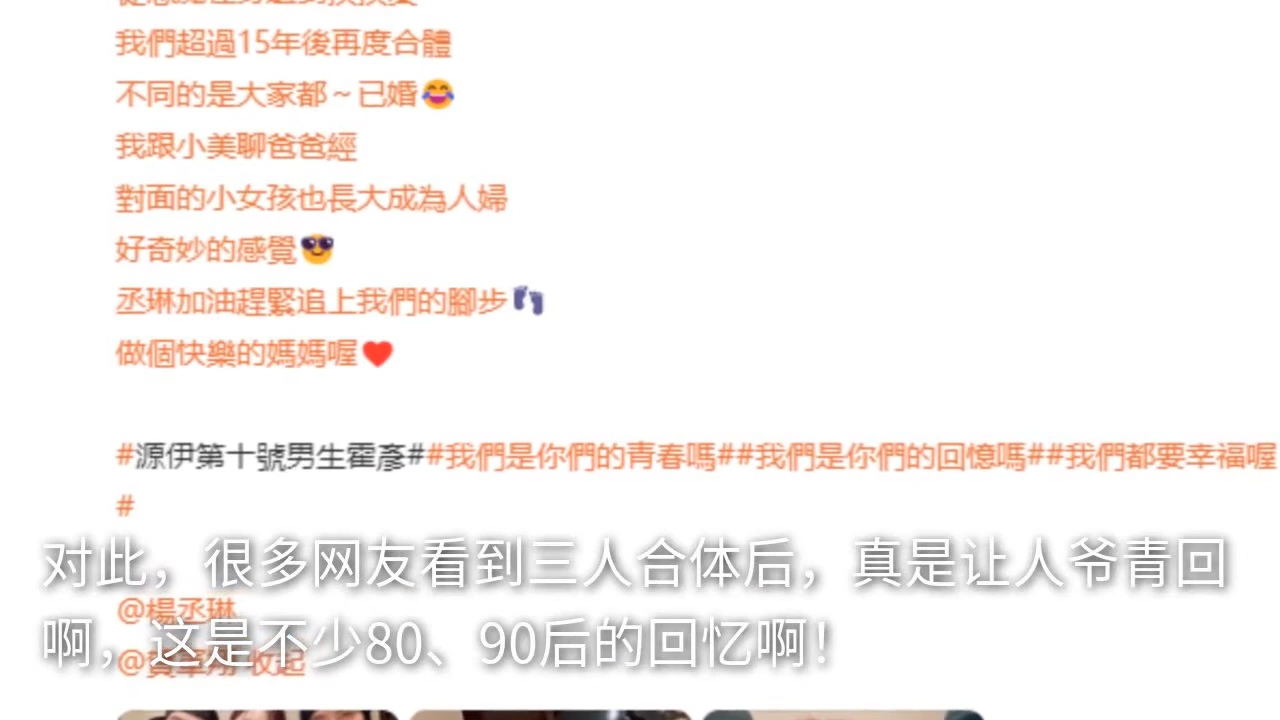 我們超過15年後再度合體
不同的是大家都～已婚😂
我跟小美聊爸爸經
對面的小女孩也長大成為人婦
好奇妙的感覺😎
丞琳加油趕緊追上我們的腳步👣
做個快樂的媽媽喔❤️
#源伊第十號男生霍彥##我們是你們的青春嗎##我們是你們的回憶嗎##我們都要幸福喔
#
对此，很多网友看到三人合体后，真是让人爷青回
@楊丞琳
啊，这是不少80、90后的回忆啊！
收起